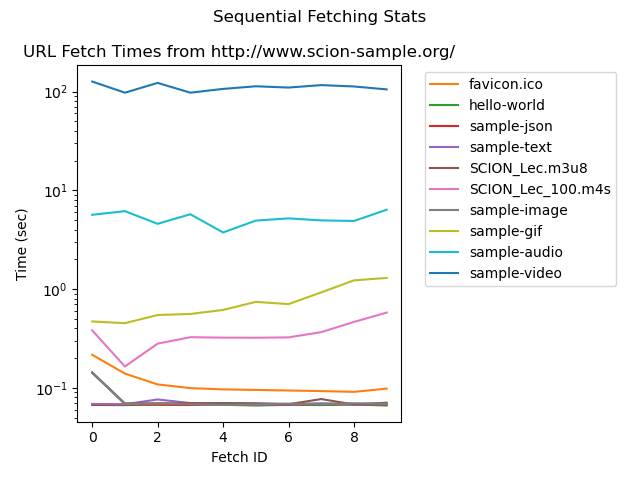 Sequential Fetching Stats
URL Fetch Times from http://www.scion-sample.org/
10²
10¹
10⁰
10⁻¹
Time (sec)
0 2 4 6 8
Fetch ID
favicon.ico
hello-world
sample-json
sample-text
SCION_Lec.m3u8
SCION_Lec_100.m4s
sample-image
sample-gif
sample-audio
sample-video